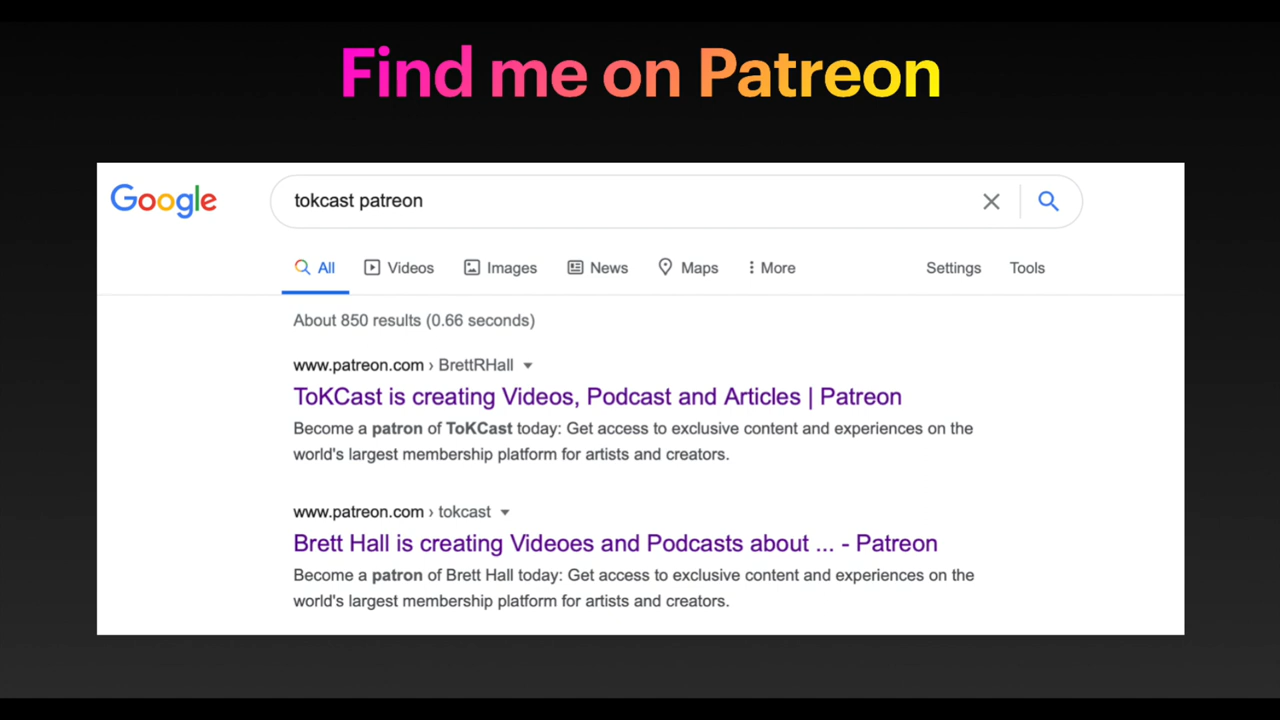 Find me on Patreon
Google
tokcast patreon
All Videos Images News Maps More Settings Tools
About 850 results (0.66 seconds)
www.patreon.com › BrettRHall
ToKCast is creating Videos, Podcast and Articles | Patreon
Become a patron of ToKCast today: Get access to exclusive content and experiences on the
world's largest membership platform for artists and creators.
www.patreon.com › tokcast
Brett Hall is creating Videoes and Podcasts about ... - Patreon
Become a patron of Brett Hall today: Get access to exclusive content and experiences on the
world's largest membership platform for artists and creators.